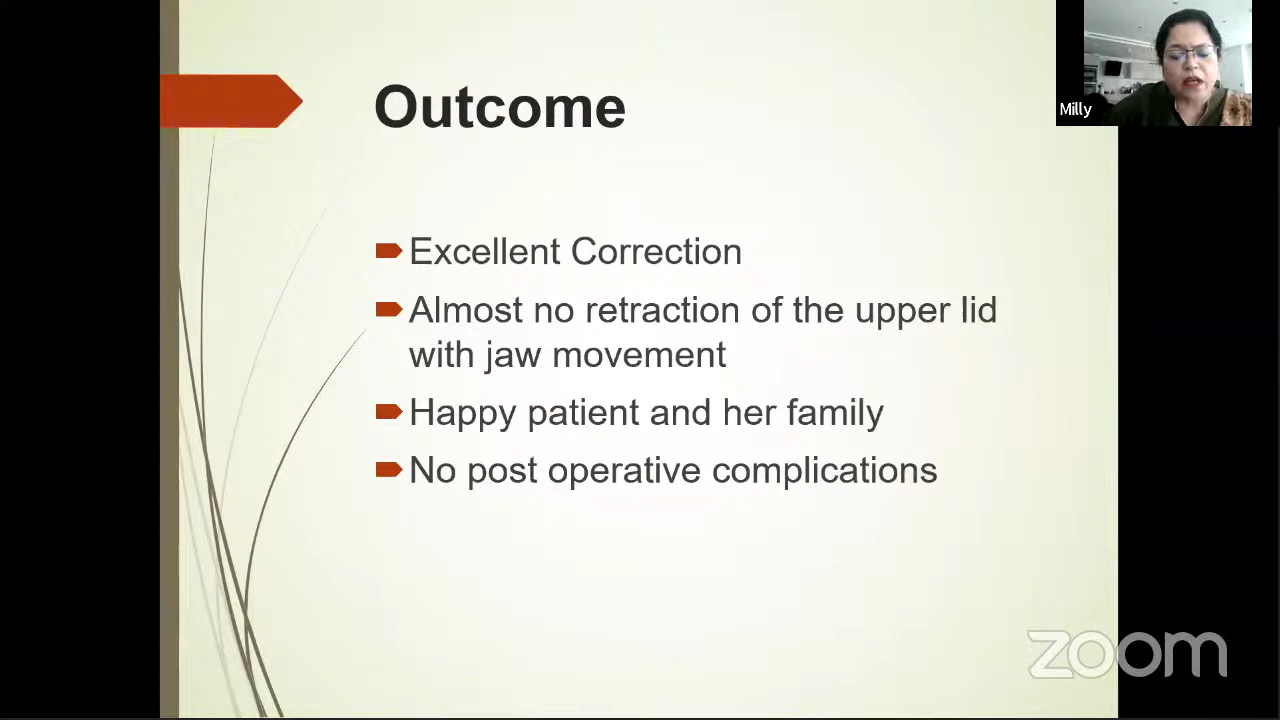 Outcome
Milly
Excellent Correction
Almost no retraction of the upper lid
with jaw movement
Happy patient and her family
No post operative complications
zoom